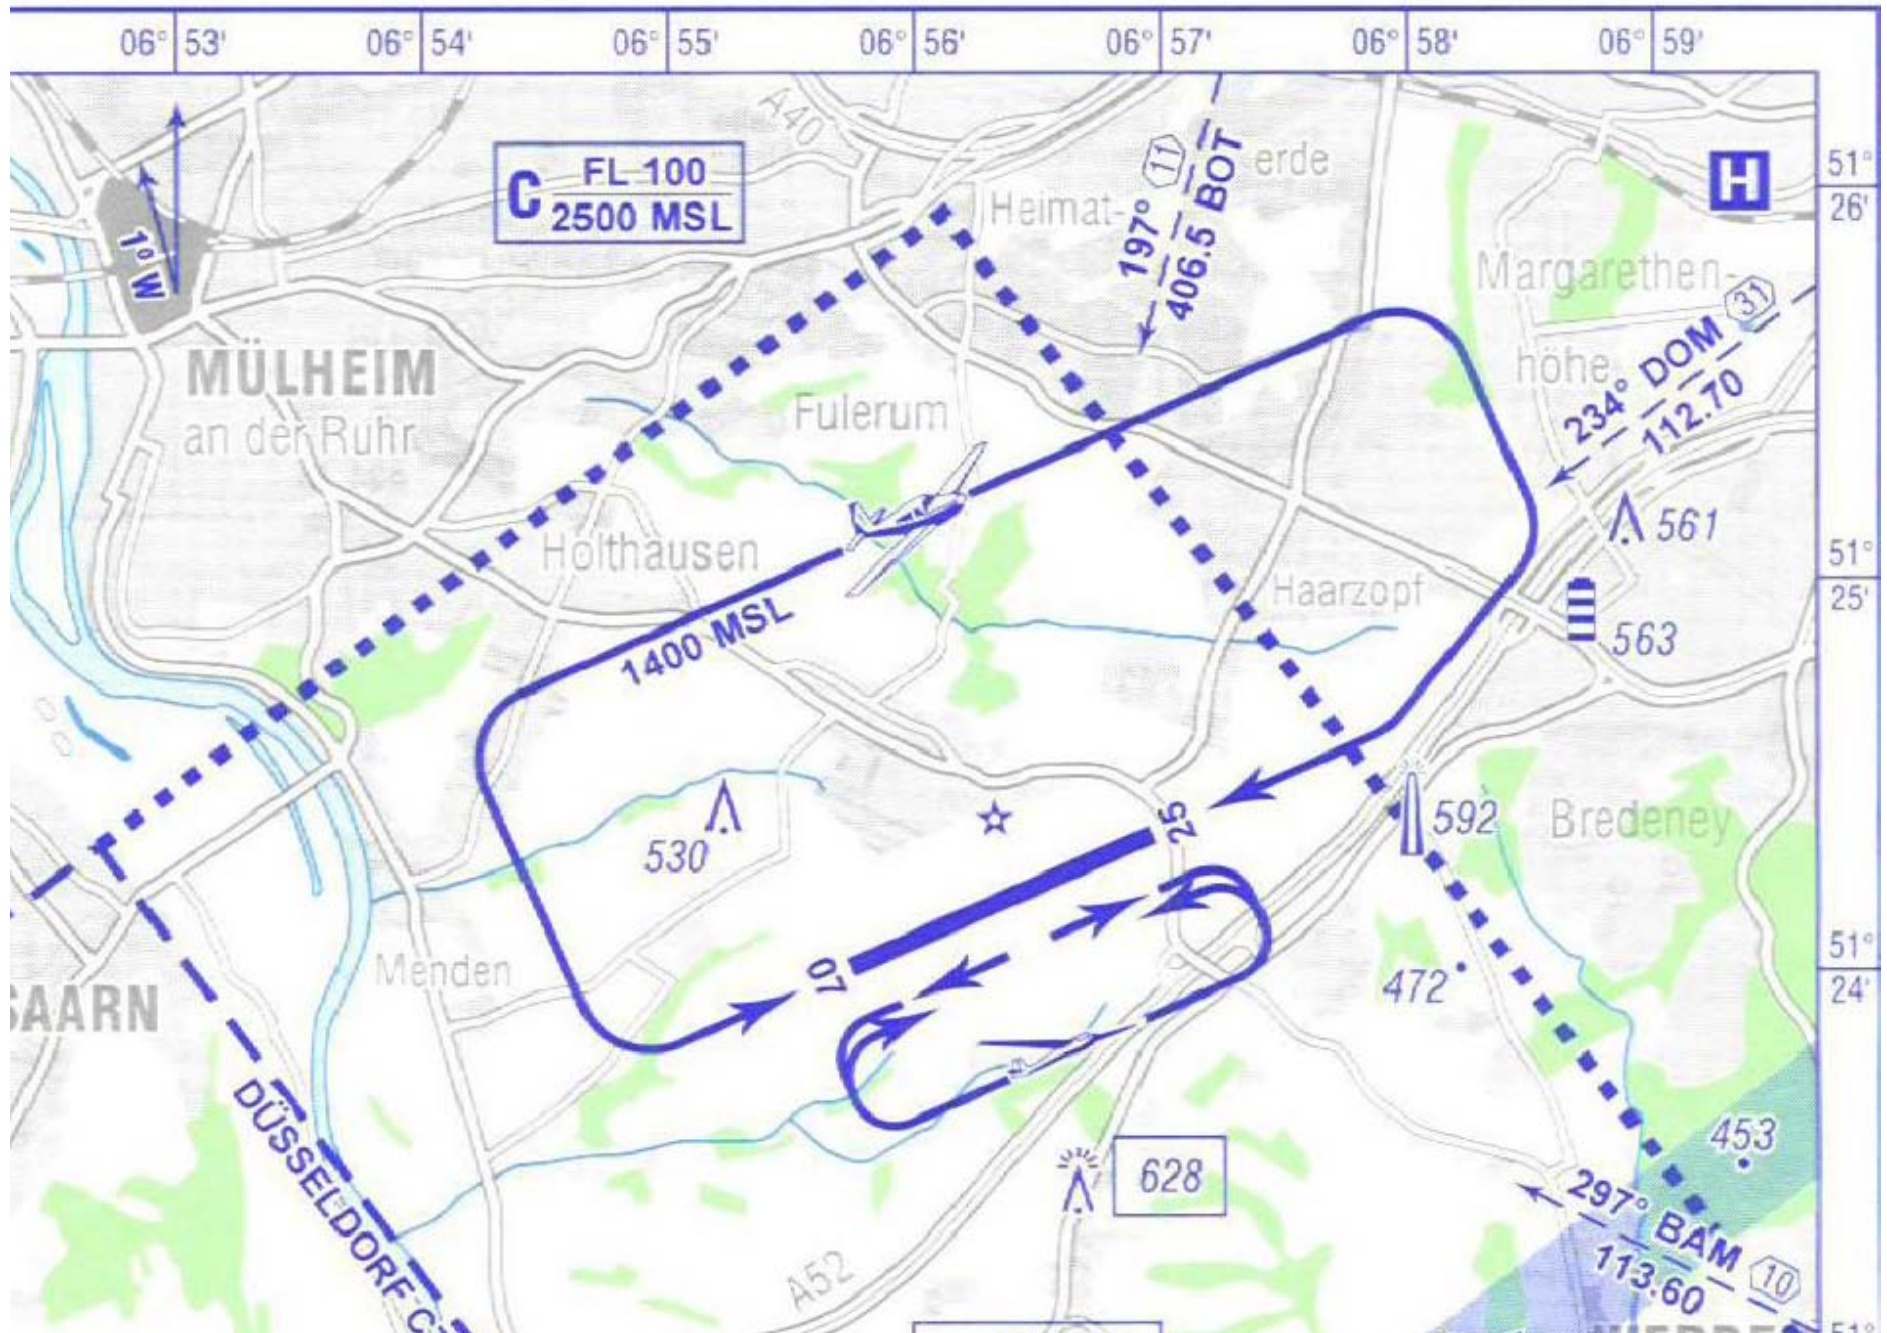 06° 53'
06° 54'
06° 55'
06° 56'
06° 57'
06° 58'
06° 59'
A40
C FL 100
2500 MSL
197° 11
406.5 BOT
erde
Heimat-
H
51°
26'
1° W
Margarethen-
höhe
MÜLHEIM
an der Ruhr
234° DOM 31
112.70
Fulerum
561
Holthausen
51°
25'
Haarzopf
563
1400 MSL
25
592
Bredeney
530
Menden
07
472
51°
24'
SAARN
DÜSSELDORF
453
628
297° BAM 10
113.60
A52
51°